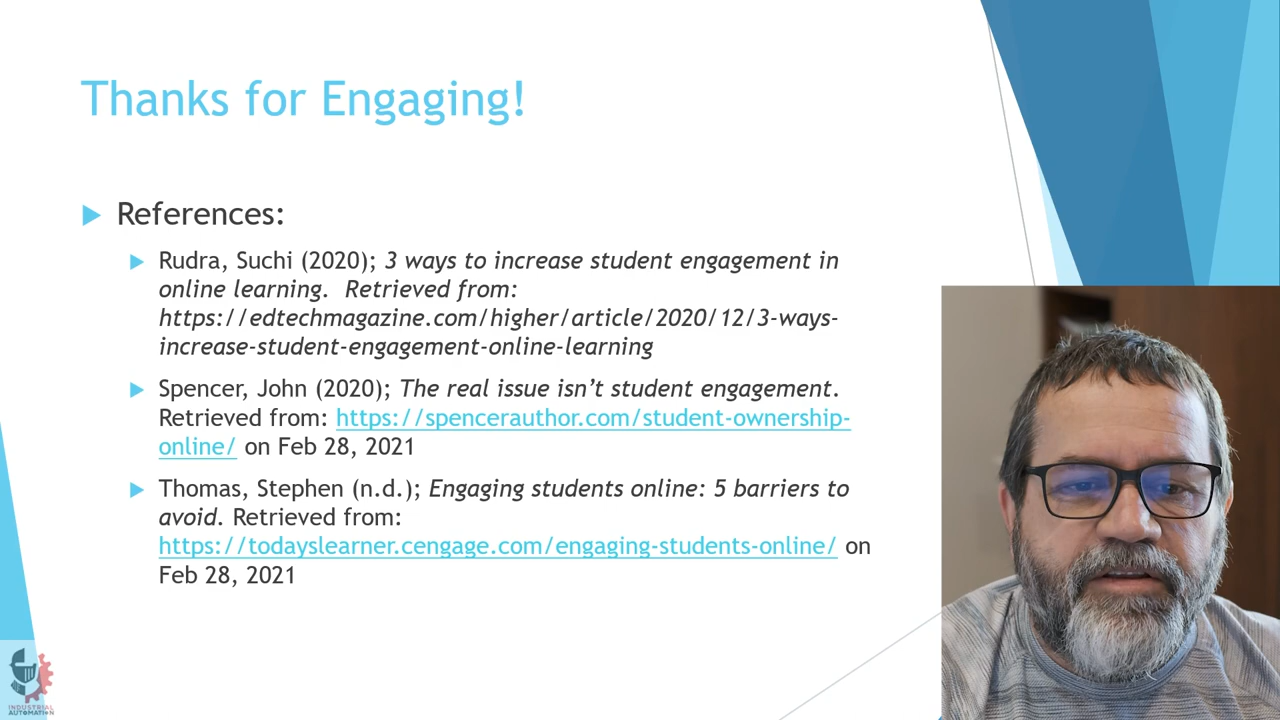 Thanks for Engaging!
References:
Rudra, Suchi (2020); 3 ways to increase student engagement in
online learning.  Retrieved from:
https://edtechmagazine.com/higher/article/2020/12/3-ways-
increase-student-engagement-online-learning
Spencer, John (2020); The real issue isn’t student engagement.
Retrieved from: https://spencerauthor.com/student-ownership-
online/ on Feb 28, 2021
Thomas, Stephen (n.d.); Engaging students online: 5 barriers to
avoid. Retrieved from:
https://todayslearner.cengage.com/engaging-students-online/ on
Feb 28, 2021
INDUSTRIAL
AUTOMATION